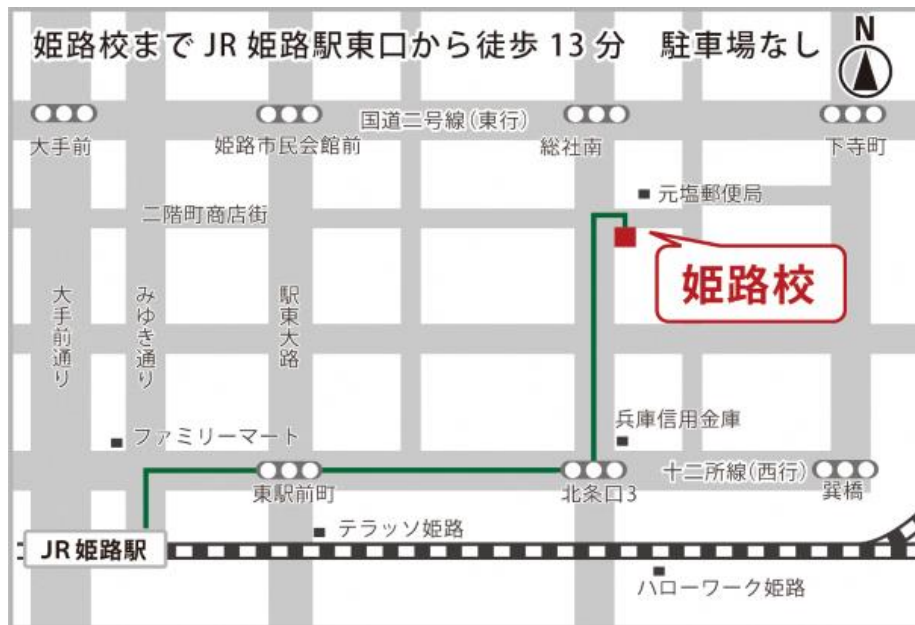 姫路校まで JR 姫路駅東口から徒歩 13 分　駐車場なし
N
国道二号線(東行)
大手前
姫路市民会館前
総社南
下寺町
元塩郵便局
二階町商店街
姫路校
大手前通り
みゆき通り
駅東大路
兵庫信用金庫
ファミリーマート
十二所線(西行)
東駅前町
北条口3
巽橋
テラッソ姫路
JR 姫路駅
ハローワーク姫路